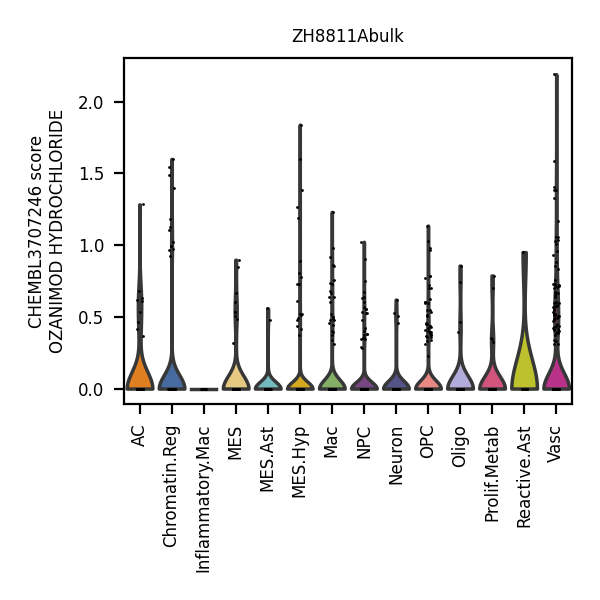 ZH8811Abulk
CHEMBL3707246 score
OZANIMOD HYDROCHLORIDE
2.0
1.5
1.0
0.5
0.0
AC
Chromatin.Reg
Inflammatory.Mac
MES
MES.Ast
MES.Hyp
Mac
NPC
Neuron
OPC
Oligo
Prolif.Metab
Reactive.Ast
Vasc